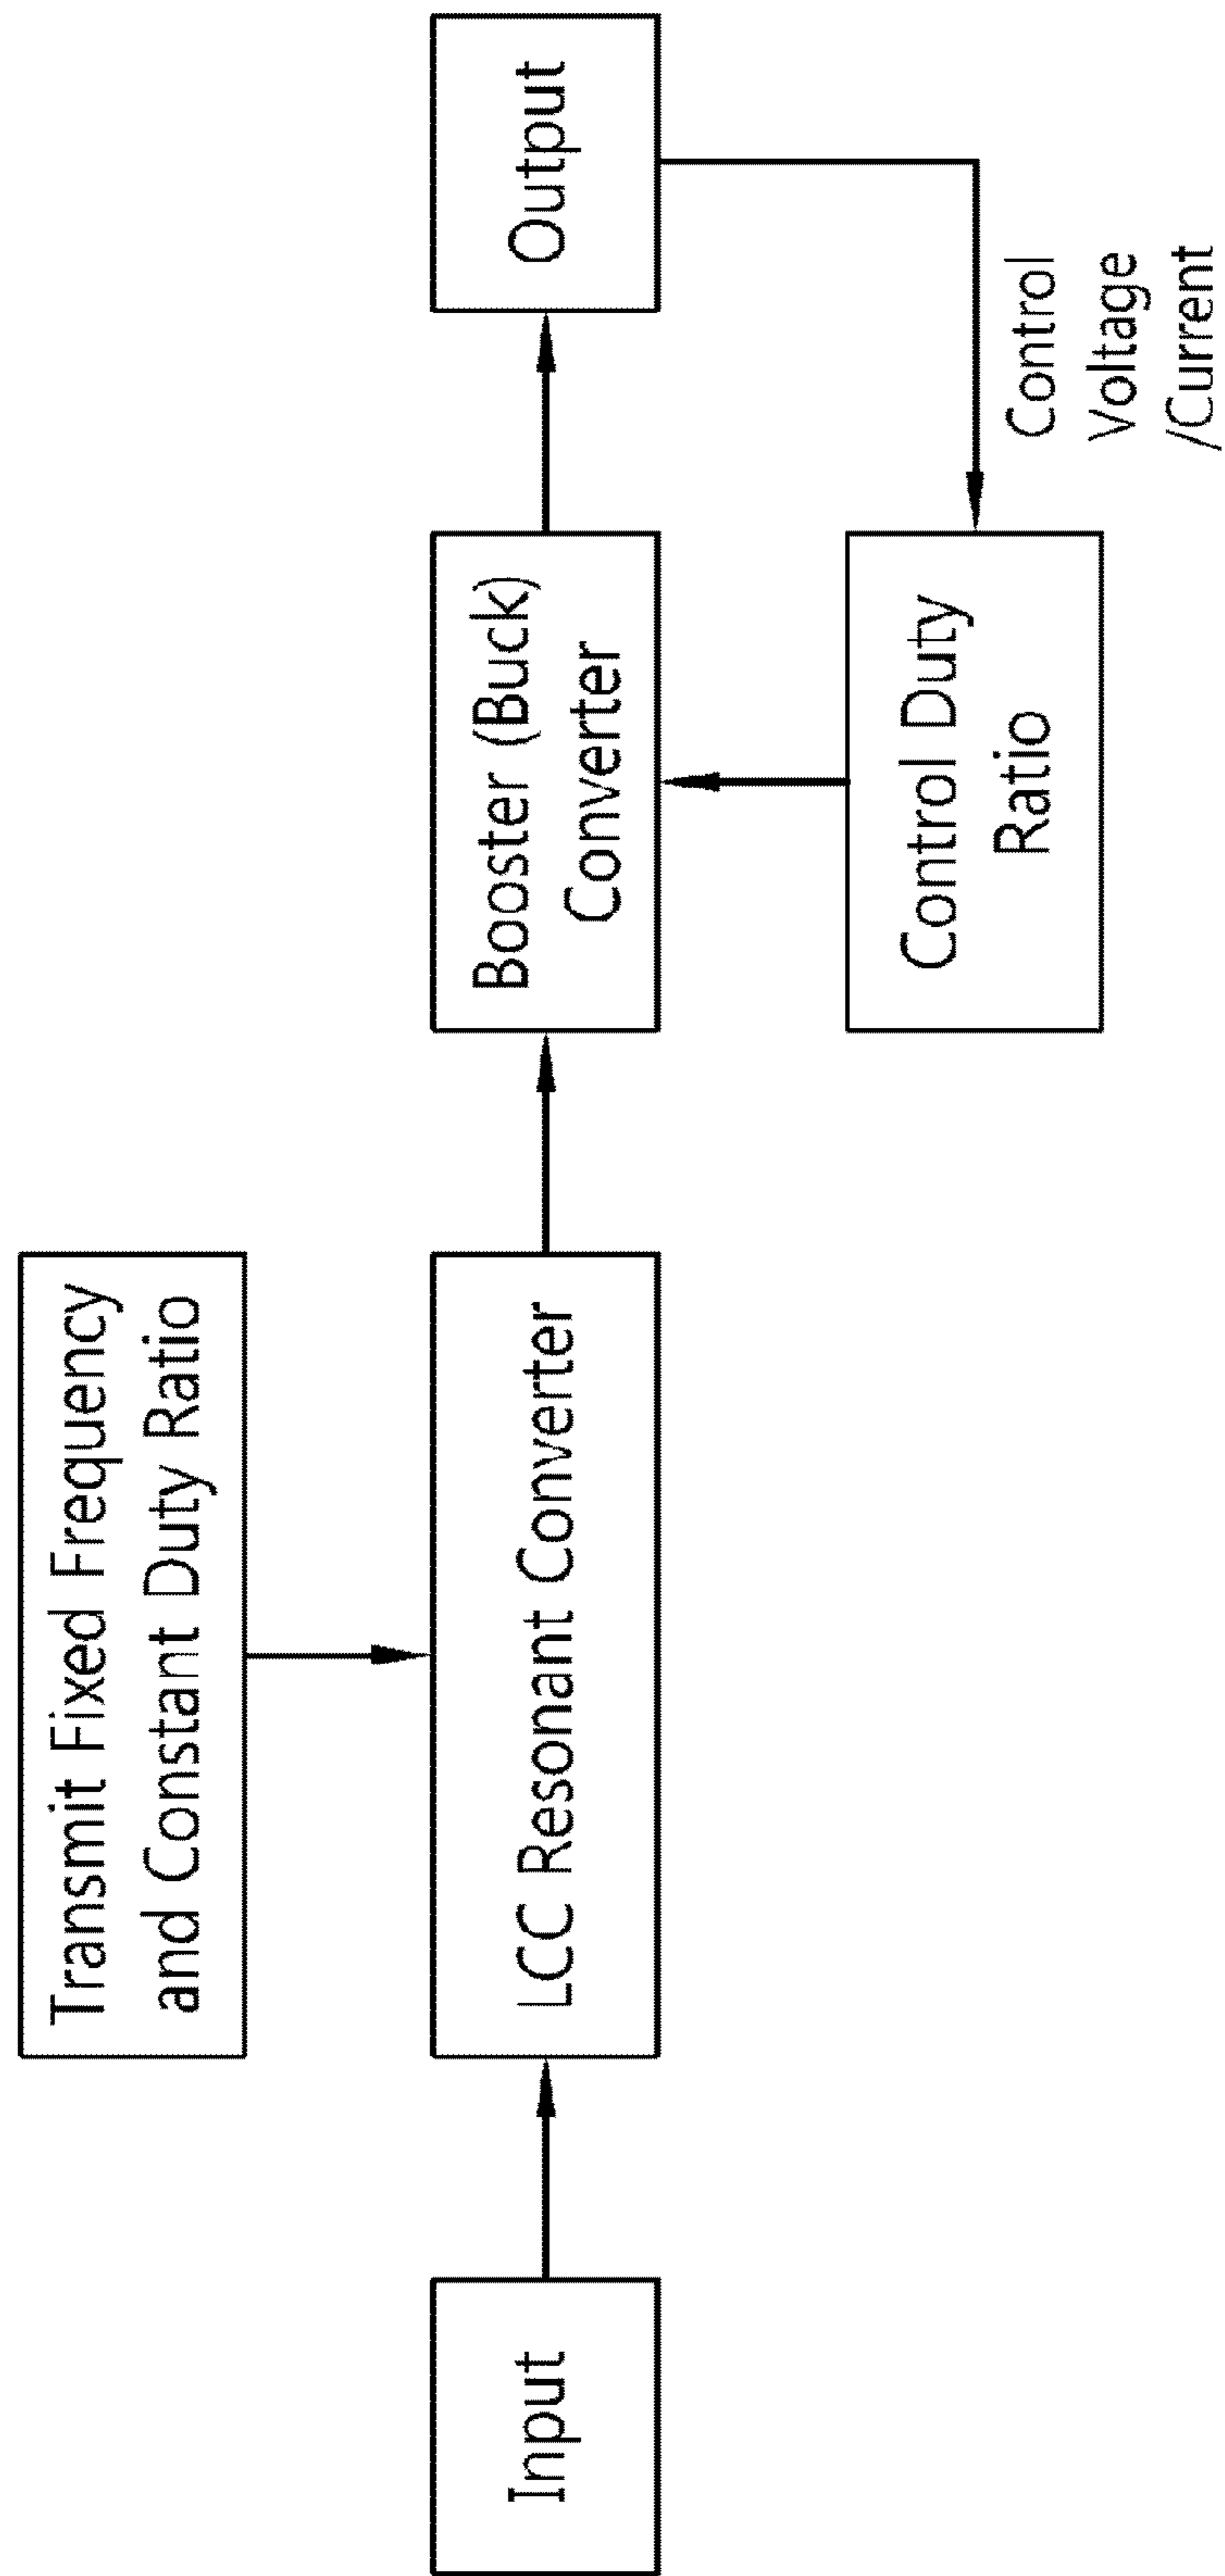 Transmit Fixed Frequency
and Constant Duty Ratio
Input
LCC Resonant Converter
Booster (Buck)
Converter
Output
Control Duty
Ratio
Control
Voltage
/Current